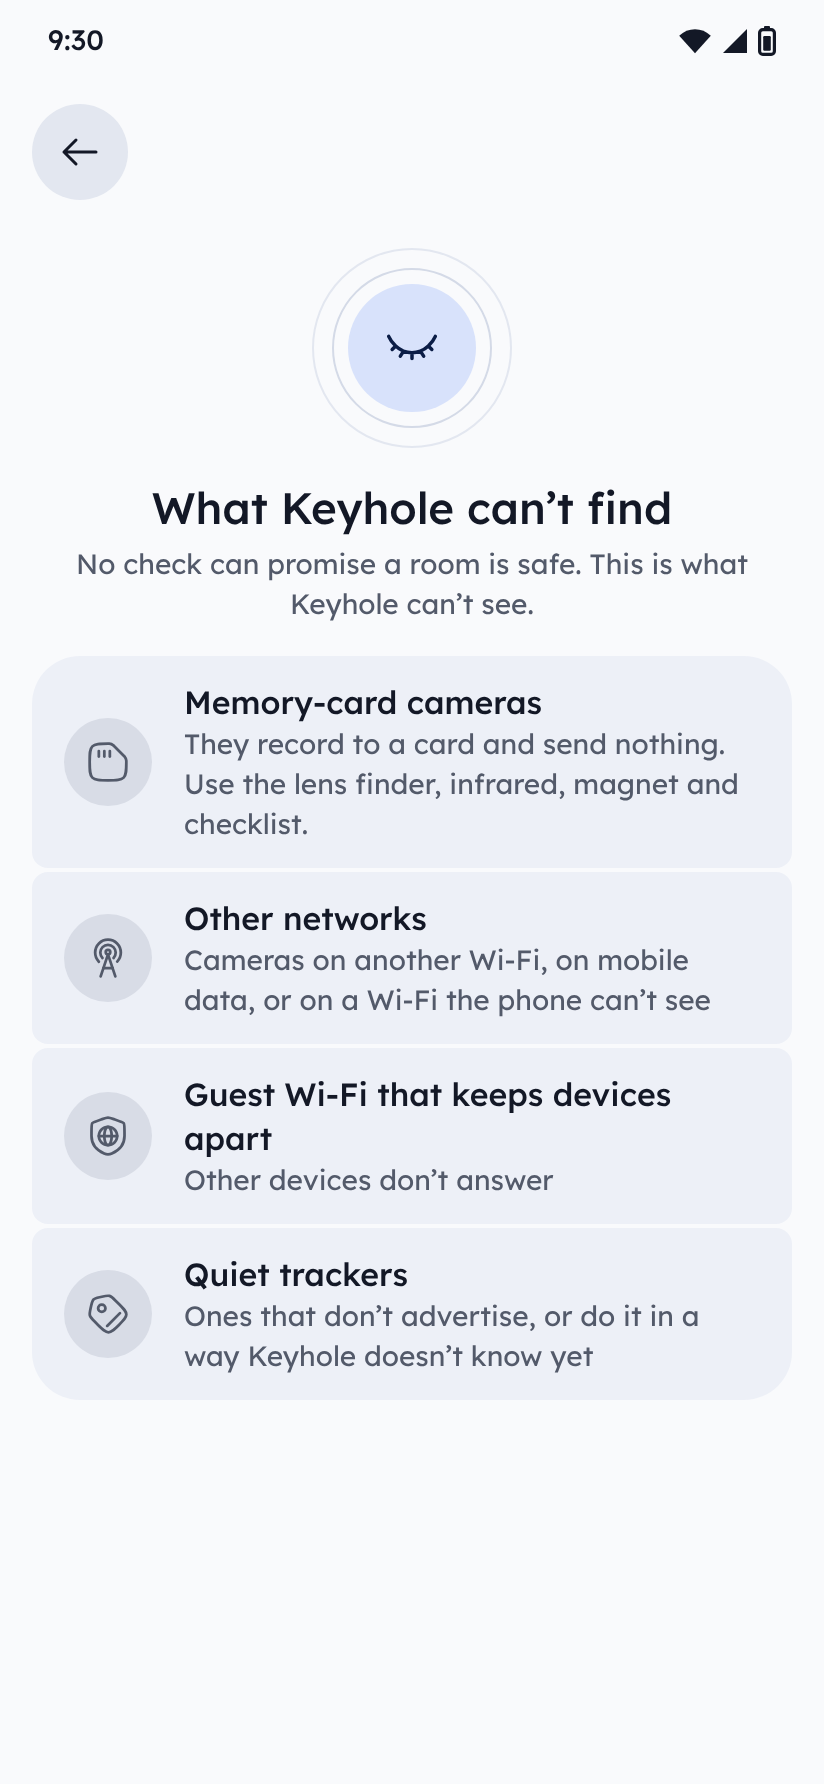 9:30
What Keyhole can’t find
No check can promise a room is safe. This is what
Keyhole can’t see.
Memory-card cameras
They record to a card and send nothing.
Use the lens finder, infrared, magnet and
checklist.
Other networks
Cameras on another Wi-Fi, on mobile
data, or on a Wi-Fi the phone can’t see
Guest Wi-Fi that keeps devices
apart
Other devices don’t answer
Quiet trackers
Ones that don’t advertise, or do it in a
way Keyhole doesn’t know yet